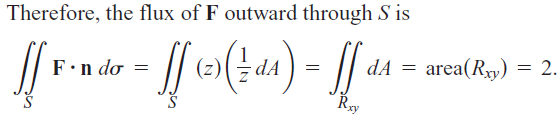 Therefore, the flux of F outward through S is
∬_S F · n dσ = ∬_S (z)(1/z dA) = ∬_{R_xy} dA = area(R_xy) = 2.